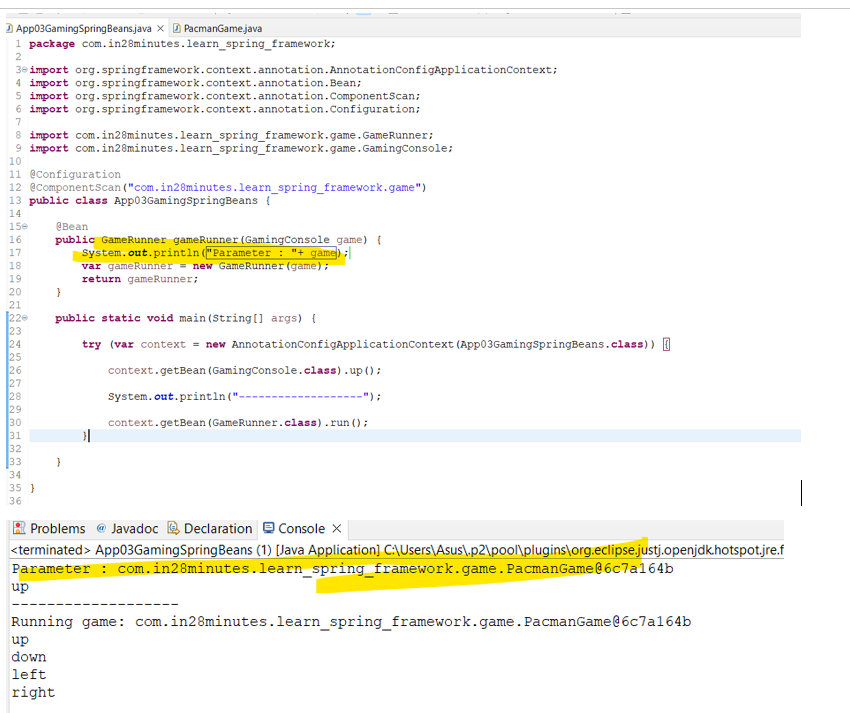 App03GamingSpringBeans.java PacmanGame.java
1 package com.in28minutes.learn_spring_framework;
2
3 import org.springframework.context.annotation.AnnotationConfigApplicationContext;
4 import org.springframework.context.annotation.Bean;
5 import org.springframework.context.annotation.ComponentScan;
6 import org.springframework.context.annotation.Configuration;
7
8 import com.in28minutes.learn_spring_framework.game.GameRunner;
9 import com.in28minutes.learn_spring_framework.game.GamingConsole;
10
11 @Configuration
12 @ComponentScan("com.in28minutes.learn_spring_framework.game")
13 public class App03GamingSpringBeans {
14
15 @Bean
16 public GameRunner gameRunner(GamingConsole game) {
17 System.out.println("Parameter : "+ game);
18 var gameRunner = new GameRunner(game);
19 return gameRunner;
20 }
21
22 public static void main(String[] args) {
23
24 try (var context = new AnnotationConfigApplicationContext(App03GamingSpringBeans.class)) {
25
26 context.getBean(GamingConsole.class).up();
27
28 System.out.println("-------------------");
29
30 context.getBean(GameRunner.class).run();
31 }
32
33 }
34
35 }
36
Problems @ Javadoc Declaration Console
<terminated> App03GamingSpringBeans (1) [Java Application] C:\Users\Asus\.p2\pool\plugins\org.eclipse.justj.openjdk.hotspot.jre.f
Parameter : com.in28minutes.learn_spring_framework.game.PacmanGame@6c7a164b
up
-------------------
Running game: com.in28minutes.learn_spring_framework.game.PacmanGame@6c7a164b
up
down
left
right